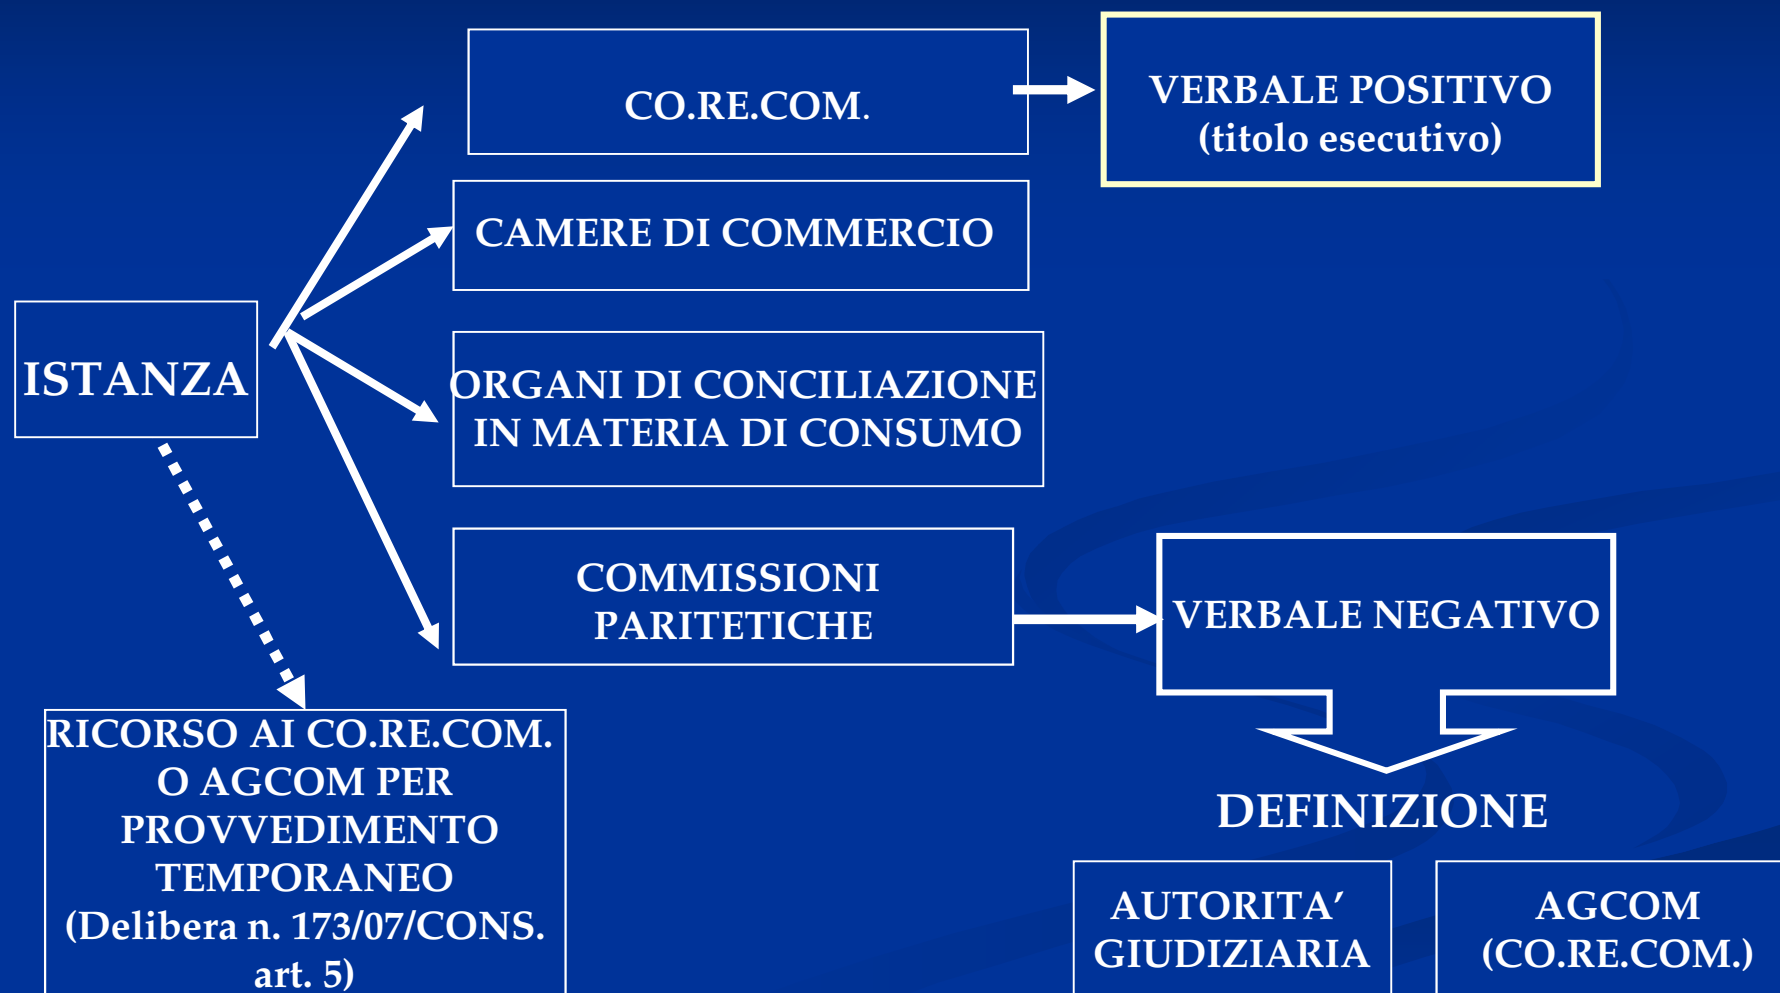 CO.RE.COM.
VERBALE POSITIVO
(titolo esecutivo)
CAMERE DI COMMERCIO
ISTANZA
ORGANI DI CONCILIAZIONE
IN MATERIA DI CONSUMO
COMMISSIONI
PARITETICHE
VERBALE NEGATIVO
RICORSO AI CO.RE.COM.
O AGCOM PER
PROVVEDIMENTO
TEMPORANEO
(Delibera n. 173/07/CONS.
art. 5)
DEFINIZIONE
AUTORITA’
GIUDIZIARIA
AGCOM
(CO.RE.COM.)